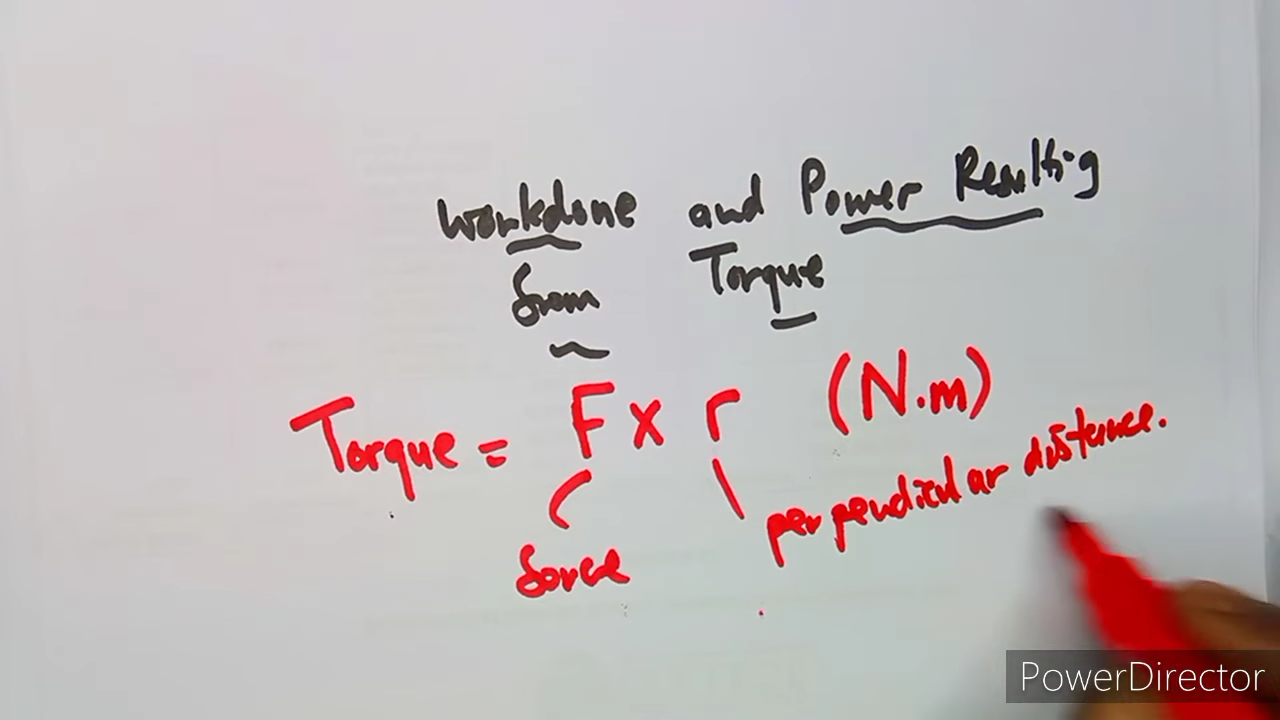 workdone and Power Resulting
from Torque
Torque = F x r (N.m)
force perpendicular distance.
PowerDirector